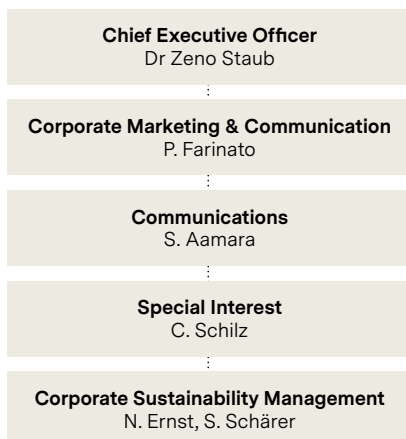 Chief Executive Officer
Dr Zeno Staub
Corporate Marketing & Communication
P. Farinato
Communications
S. Aamara
Special Interest
C. Schilz
Corporate Sustainability Management
N. Ernst, S. Schärer